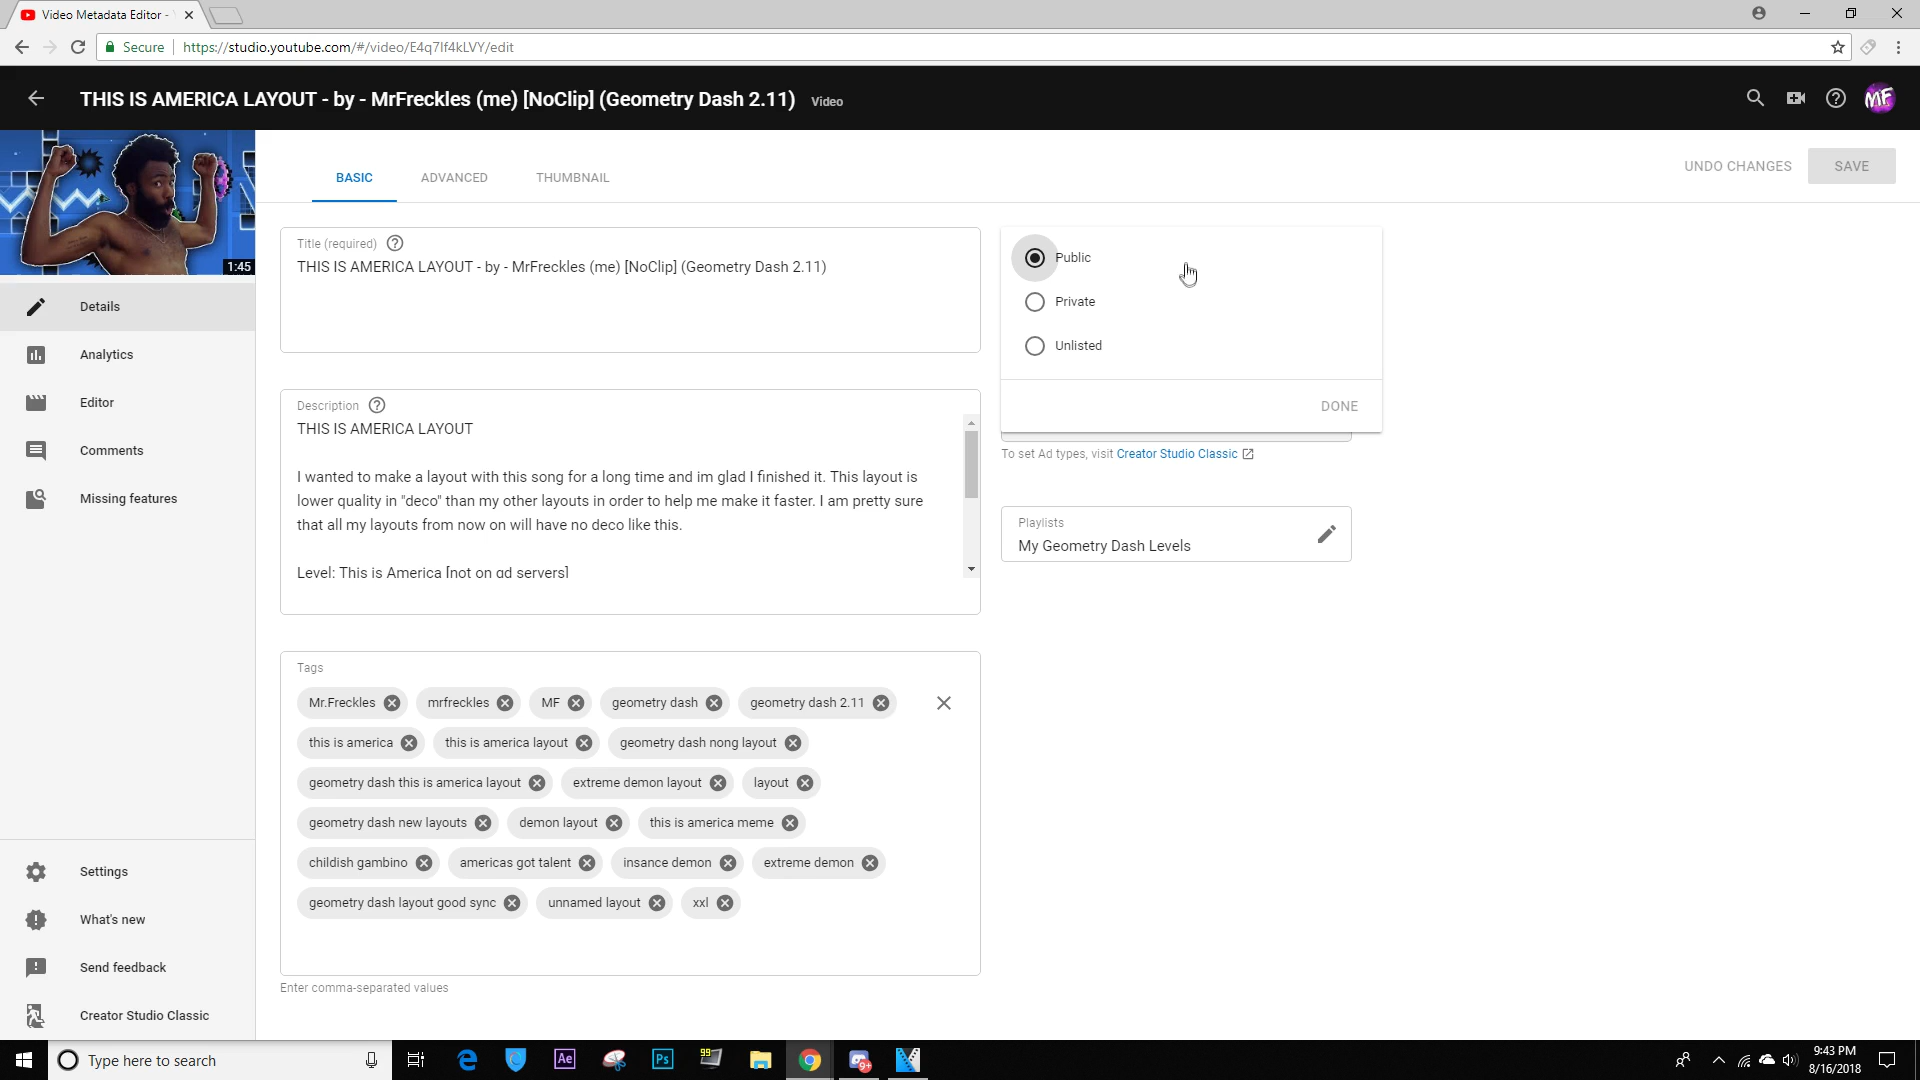 Video Metadata Editor -
Secure
https://studio.youtube.com/#/video/E4q7If4kLVY/edit
THIS IS AMERICA LAYOUT - by - MrFreckles (me) [NoClip] (Geometry Dash 2.11)
Video
MF
1:45
BASIC
ADVANCED
THUMBNAIL
UNDO CHANGES
SAVE
Details
Analytics
Editor
Comments
Missing features
Settings
What's new
Send feedback
Creator Studio Classic
Title (required)
THIS IS AMERICA LAYOUT - by - MrFreckles (me) [NoClip] (Geometry Dash 2.11)
Description
THIS IS AMERICA LAYOUT
I wanted to make a layout with this song for a long time and im glad I finished it. This layout is
lower quality in "deco" than my other layouts in order to help me make it faster. I am pretty sure
that all my layouts from now on will have no deco like this.
Level: This is America [not on gd servers]
Tags
Mr.Freckles mrfreckles MF geometry dash geometry dash 2.11
this is america this is america layout geometry dash nong layout
geometry dash this is america layout extreme demon layout layout
geometry dash new layouts demon layout this is america meme
childish gambino americas got talent insance demon extreme demon
geometry dash layout good sync unnamed layout xxl
Enter comma-separated values
Public
Private
Unlisted
DONE
To set Ad types, visit Creator Studio Classic
Playlists
My Geometry Dash Levels
Type here to search
Ae
Ps
99
9+
9:43 PM
8/16/2018